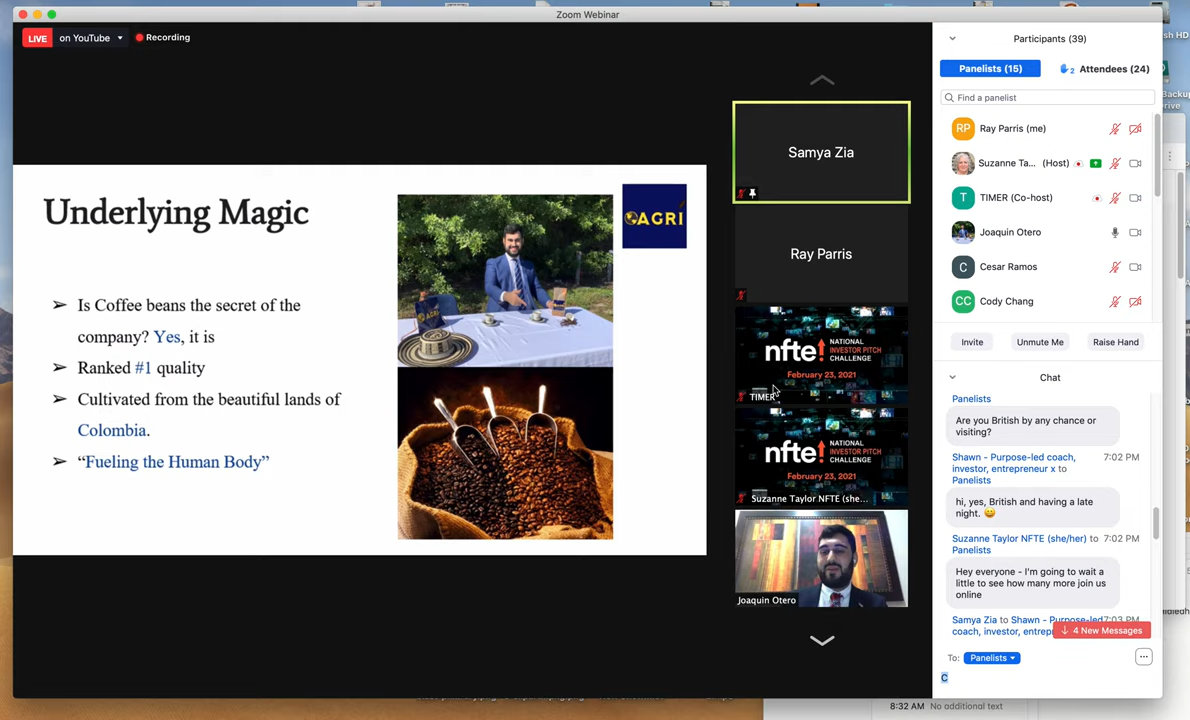 Zoom Webinar
LIVE on YouTube
Recording
Underlying Magic
AGRI
➢ Is Coffee beans the secret of the
company? Yes, it is
➢ Ranked #1 quality
➢ Cultivated from the beautiful lands of
Colombia.
➢ “Fueling the Human Body”
Samya Zia
Ray Parris
nfte! NATIONAL
INVESTOR PITCH
CHALLENGE
February 23, 2021
TIMER
nfte! NATIONAL
INVESTOR PITCH
CHALLENGE
February 23, 2021
Suzanne Taylor NFTE (she...
Joaquin Otero
Participants (39)
Panelists (15)
2 Attendees (24)
Find a panelist
RP Ray Parris (me)
Suzanne Ta... (Host)
T TIMER (Co-host)
Joaquin Otero
C Cesar Ramos
CC Cody Chang
Invite
Unmute Me
Raise Hand
Chat
Panelists
Are you British by any chance or
visiting?
Shawn - Purpose-led coach, 7:02 PM
investor, entrepreneur x to
Panelists
hi, yes, British and having a late
night. 😀
Suzanne Taylor NFTE (she/her) to 7:02 PM
Panelists
Hey everyone - I'm going to wait a
little to see how many more join us
online
Samya Zia to Shawn - Purpose-led 7:03 PM
coach, investor, entrep
4 New Messages
To: Panelists
C
8:32 AM No additional text